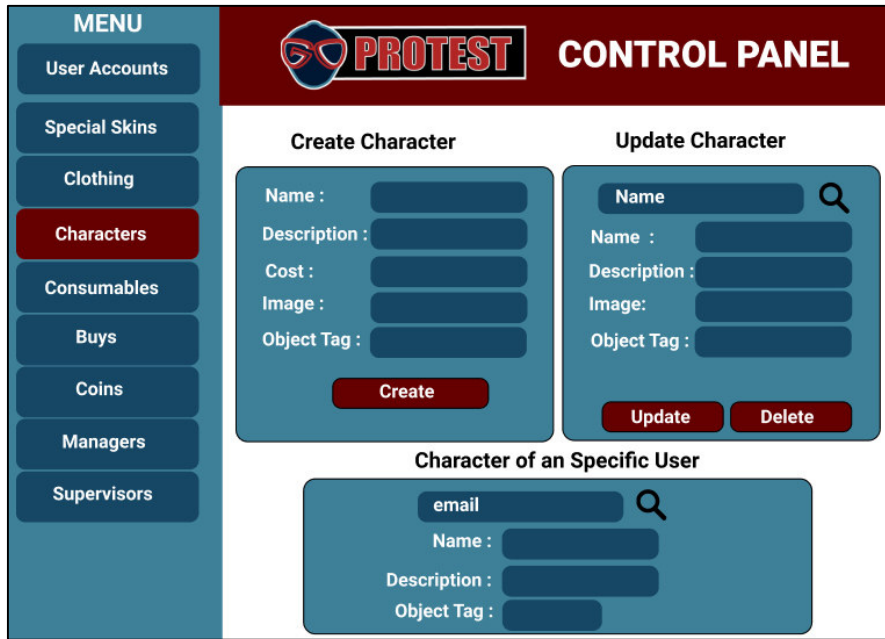 MENU
User Accounts
Special Skins
Clothing
Characters
Consumables
Buys
Coins
Managers
Supervisors
GO PROTEST
CONTROL PANEL
Create Character
Name :
Description :
Cost :
Image :
Object Tag :
Create
Update Character
Name
Name :
Description :
Image:
Object Tag :
Update Delete
Character of an Specific User
email
Name :
Description :
Object Tag :